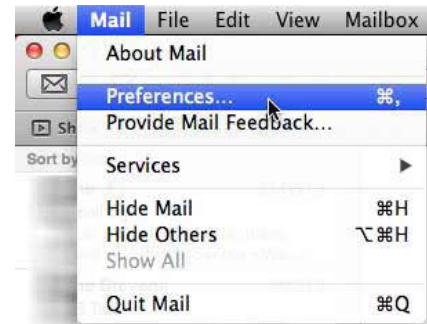 Mail File Edit View Mailbox
About Mail
Preferences... ⌘,
Provide Mail Feedback...
Sh
Sort by
Services
Hide Mail ⌘H
Hide Others ⌥⌘H
Show All
Quit Mail ⌘Q